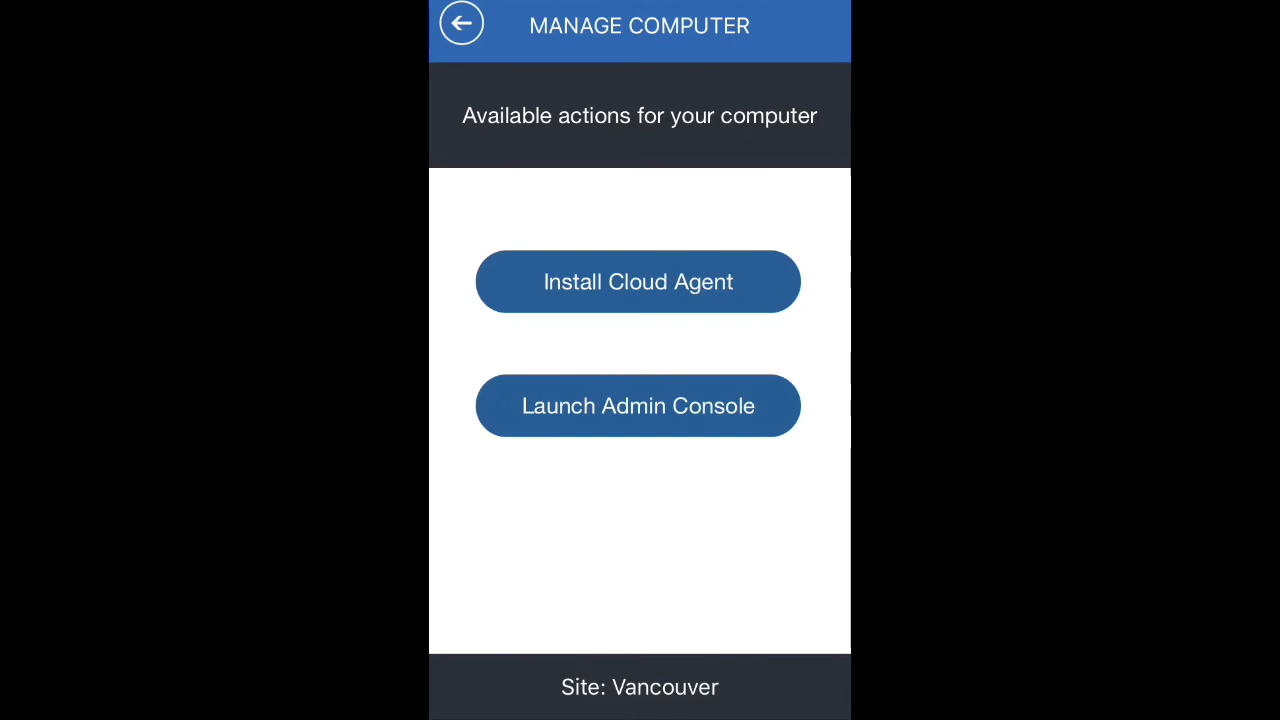 MANAGE COMPUTER
Available actions for your computer
Install Cloud Agent
Launch Admin Console
Site: Vancouver